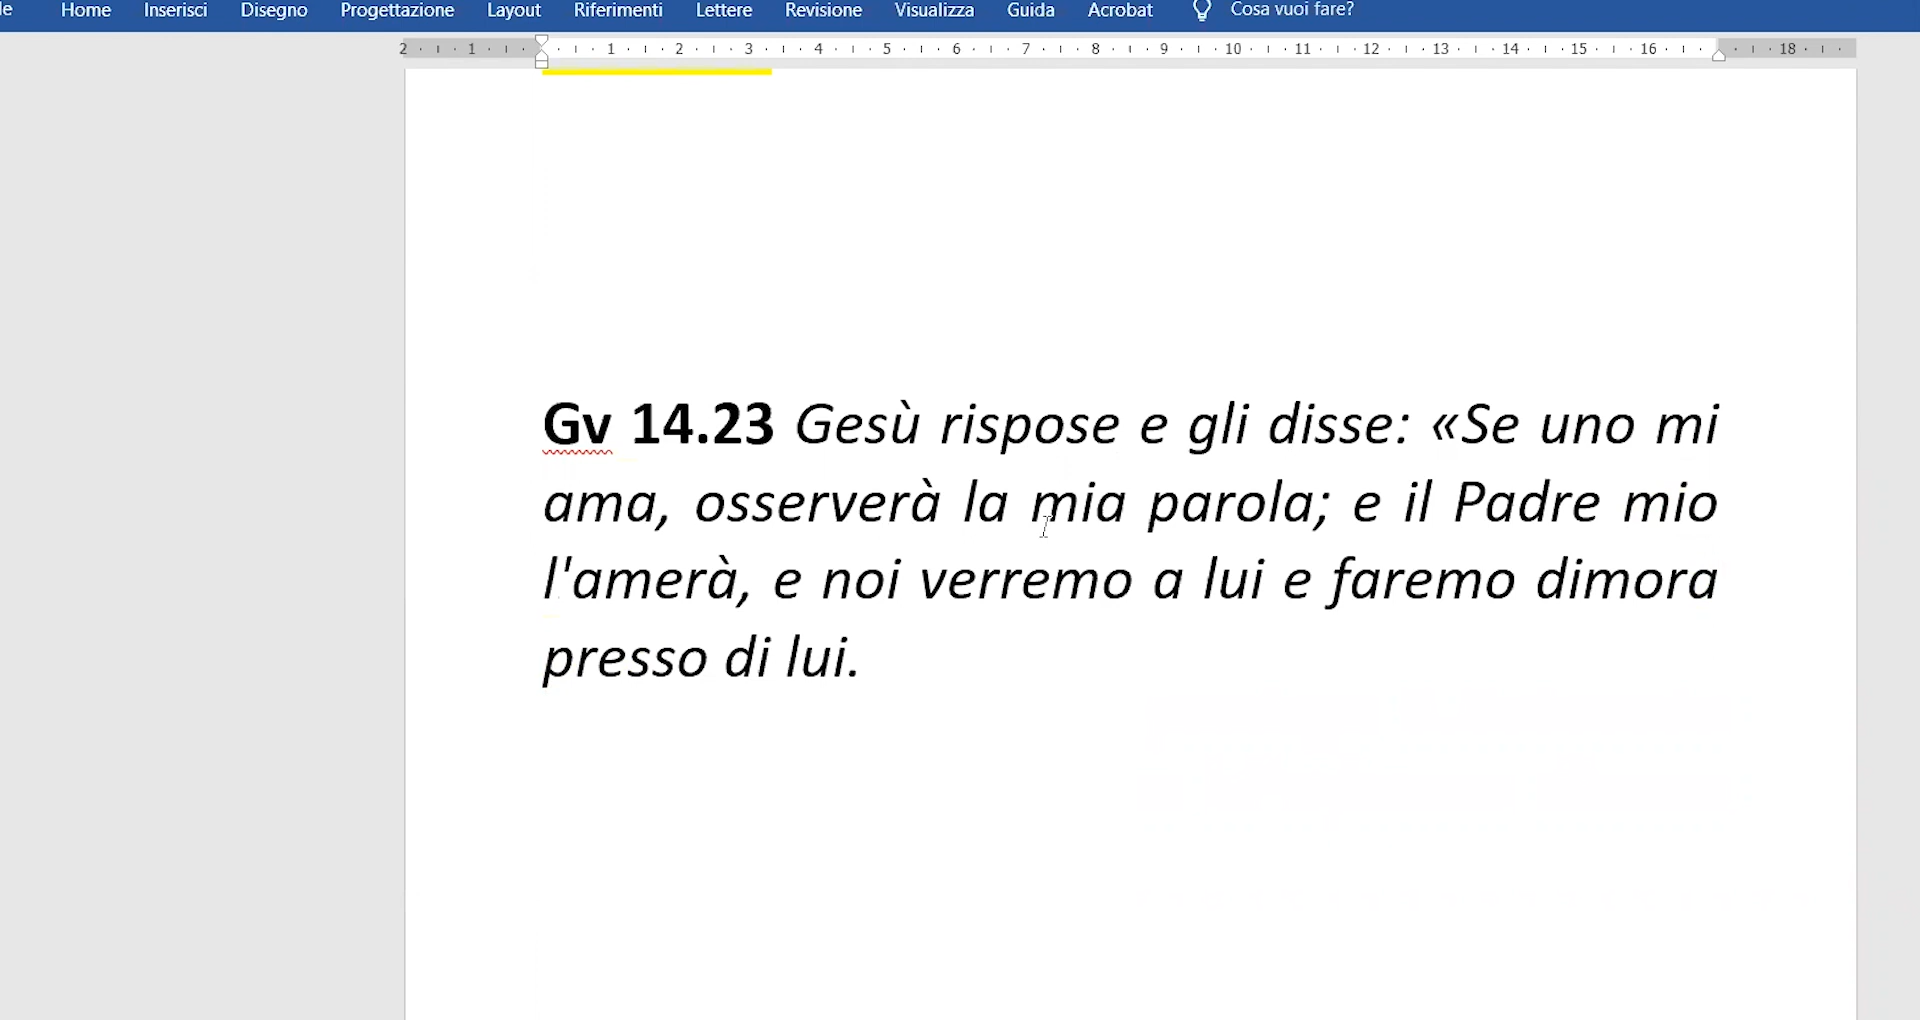 le Home Inserisci Disegno Progettazione Layout Riferimenti Lettere Revisione Visualizza Guida Acrobat Cosa vuoi fare?
2 1 1 2 3 4 5 6 7 8 9 10 11 12 13 14 15 16 18
Gv 14.23 Gesù rispose e gli disse: «Se uno mi
ama, osserverà la mia parola; e il Padre mio
l'amerà, e noi verremo a lui e faremo dimora
presso di lui.